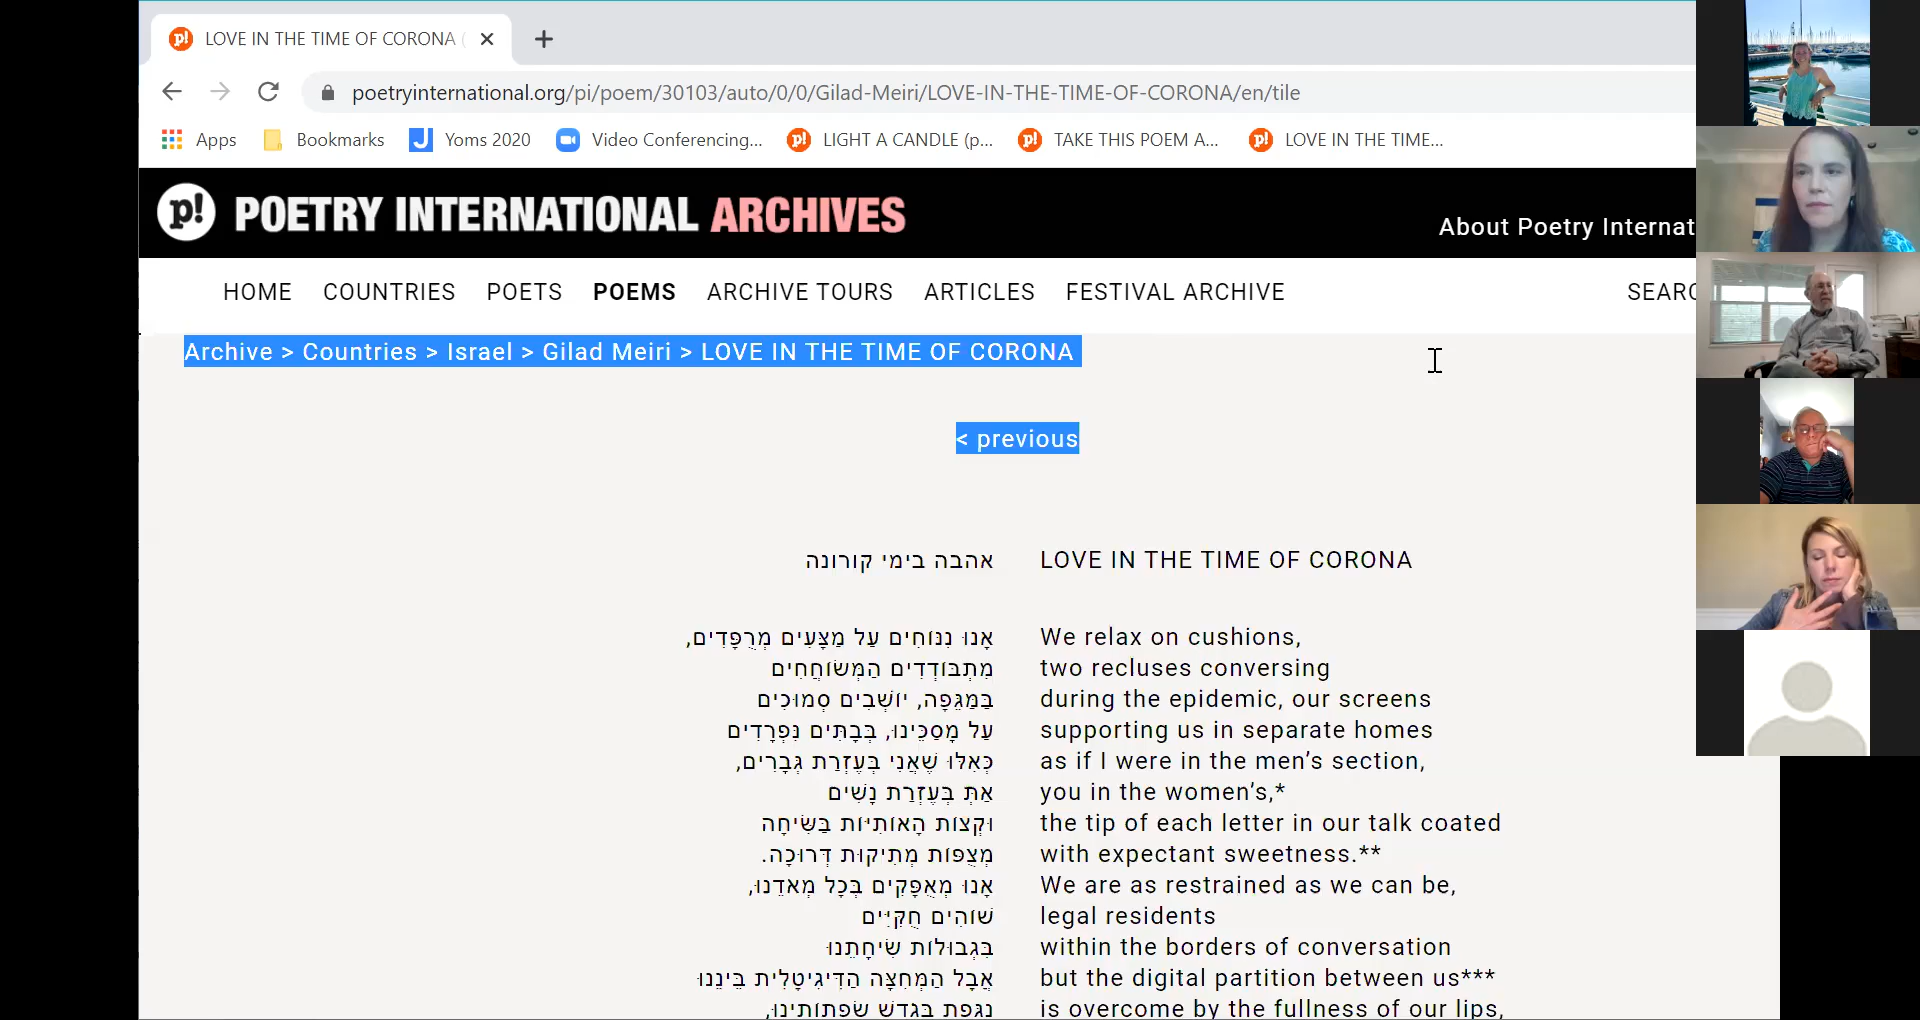 LOVE IN THE TIME OF CORONA (
poetryinternational.org/pi/poem/30103/auto/0/0/Gilad-Meiri/LOVE-IN-THE-TIME-OF-CORONA/en/tile
Apps Bookmarks Yoms 2020 Video Conferencing... LIGHT A CANDLE (p... TAKE THIS POEM A... LOVE IN THE TIME...
p! POETRY INTERNATIONAL ARCHIVES
About Poetry Internat
HOME COUNTRIES POETS POEMS ARCHIVE TOURS ARTICLES FESTIVAL ARCHIVE SEARC
Archive > Countries > Israel > Gilad Meiri > LOVE IN THE TIME OF CORONA
< previous
אהבה בימי קורונה
אָנוּ נִנּוֹחִים עַל מַצָּעִים מְרֻפָּדִים,
מִתְבּוֹדְדִים הַמְּשׂוֹחֲחִים
בַּמַּגֵּפָה, יוֹשְׁבִים סְמוּכִים
עַל מָסַכֵּינוּ, בְּבָתִּים נִפְרָדִים
כְּאִלּוּ שֶׁאֲנִי בְּעֶזְרַת גְּבָרִים,
אַתְּ בְּעֶזְרַת נָשִׁים
וּקְצוֹת הָאוֹתִיּוֹת בַּשִּׂיחָה
מְצֻפּוֹת מְתִיקוּת דְּרוּכָה.
אָנוּ מְאֻפָּקִים בְּכָל מְאֹדֵנוּ,
שׁוֹהִים חֻקִּיִּים
בִּגְבוּלוֹת שִׂיחָתֵנוּ
אֲבָל הַמְּחִצָּה הַדִּיגִיטָלִית בֵּינֵנוּ
נִגֶּפֶת בְּגֹדֶשׁ שִׂפְתוֹתֵינוּ,
LOVE IN THE TIME OF CORONA
We relax on cushions,
two recluses conversing
during the epidemic, our screens
supporting us in separate homes
as if I were in the men’s section,
you in the women’s,*
the tip of each letter in our talk coated
with expectant sweetness.**
We are as restrained as we can be,
legal residents
within the borders of conversation
but the digital partition between us***
is overcome by the fullness of our lips,